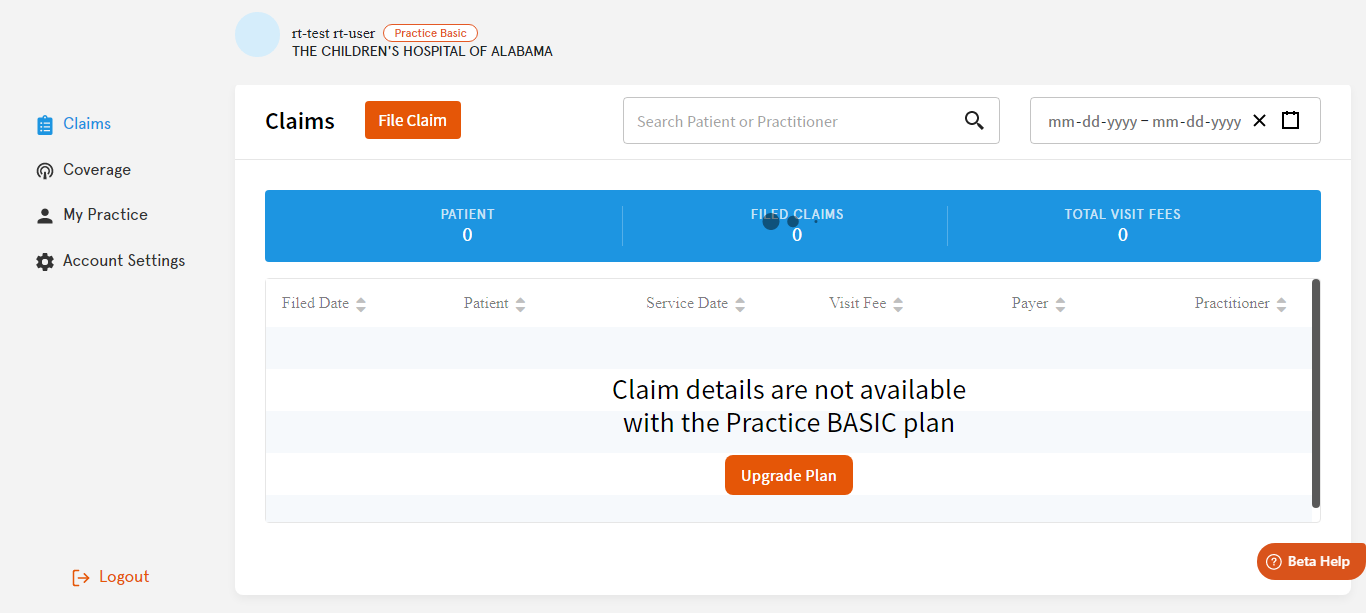 rt-test rt-user Practice Basic
THE CHILDREN'S HOSPITAL OF ALABAMA
Claims
Coverage
My Practice
Account Settings
Logout
Claims File Claim Search Patient or Practitioner mm-dd-yyyy – mm-dd-yyyy
PATIENT FILED CLAIMS TOTAL VISIT FEES
0 0 0
Filed Date Patient Service Date Visit Fee Payer Practitioner
Claim details are not available
with the Practice BASIC plan
Upgrade Plan
Beta Help